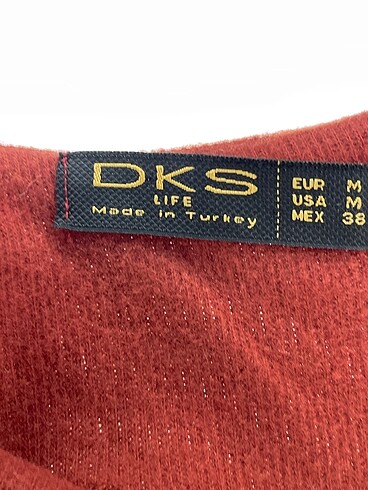 DKS
LIFE
Made in Turkey
EUR M
USA M
MEX 38